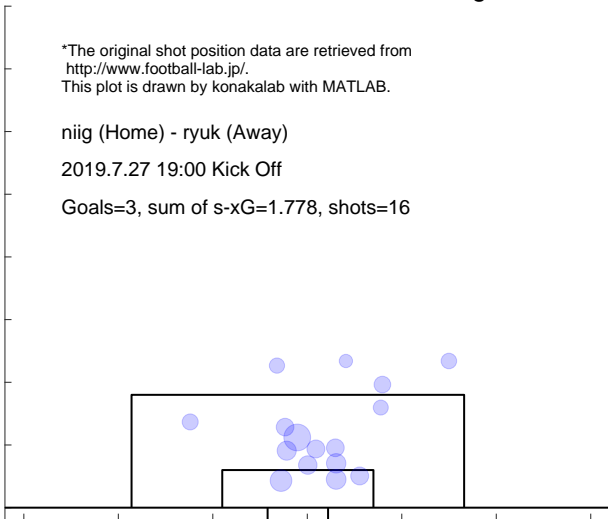 *The original shot position data are retrieved from
http://www.football-lab.jp/.
This plot is drawn by konakalab with MATLAB.
niig (Home) - ryuk (Away)
2019.7.27 19:00 Kick Off
Goals=3, sum of s-xG=1.778, shots=16